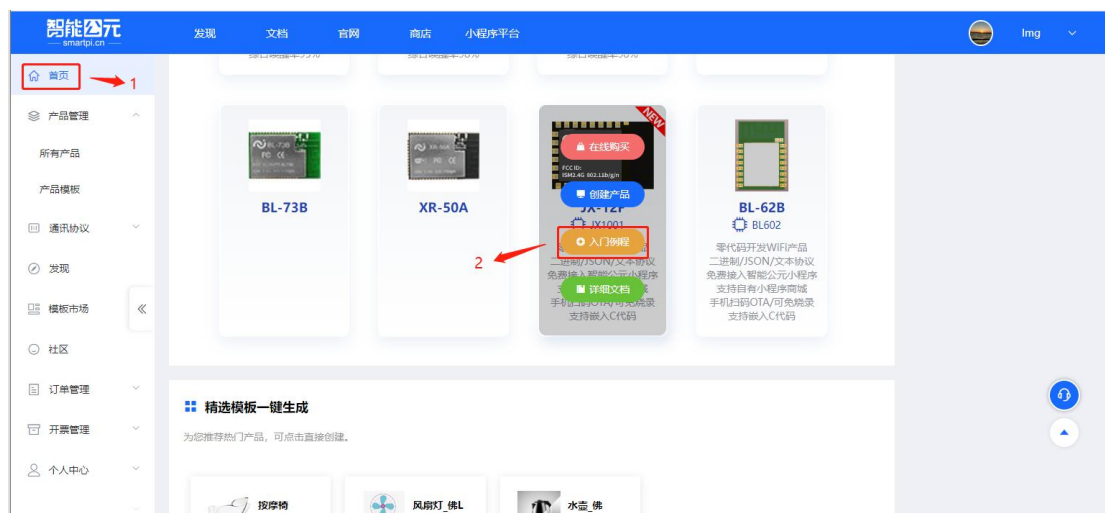 智能公元
smartpi.cn
发现
文档
官网
商店
小程序平台
lmg
首页
1
产品管理
所有产品
产品模板
通讯协议
发现
模板市场
社区
订单管理
开票管理
个人中心
BL-73B
XR-50A
NEW
在线购买
FCC ID:
ISM2.4G 802.11b/g/n
创建产品
JX-12F
JX1001
入门例程
2
二进制/JSON/文本协议
免费接入智能公元小程序
详细文档
支持嵌入C代码
BL-62B
BL602
零代码开发WIFI产品
二进制/JSON/文本协议
免费接入智能公元小程序
支持自有小程序商城
手机扫码OTA/可免烧录
支持嵌入C代码
精选模板一键生成
为您推荐热门产品，可点击直接创建。
按摩椅
风扇灯_佛L
水壶_佛